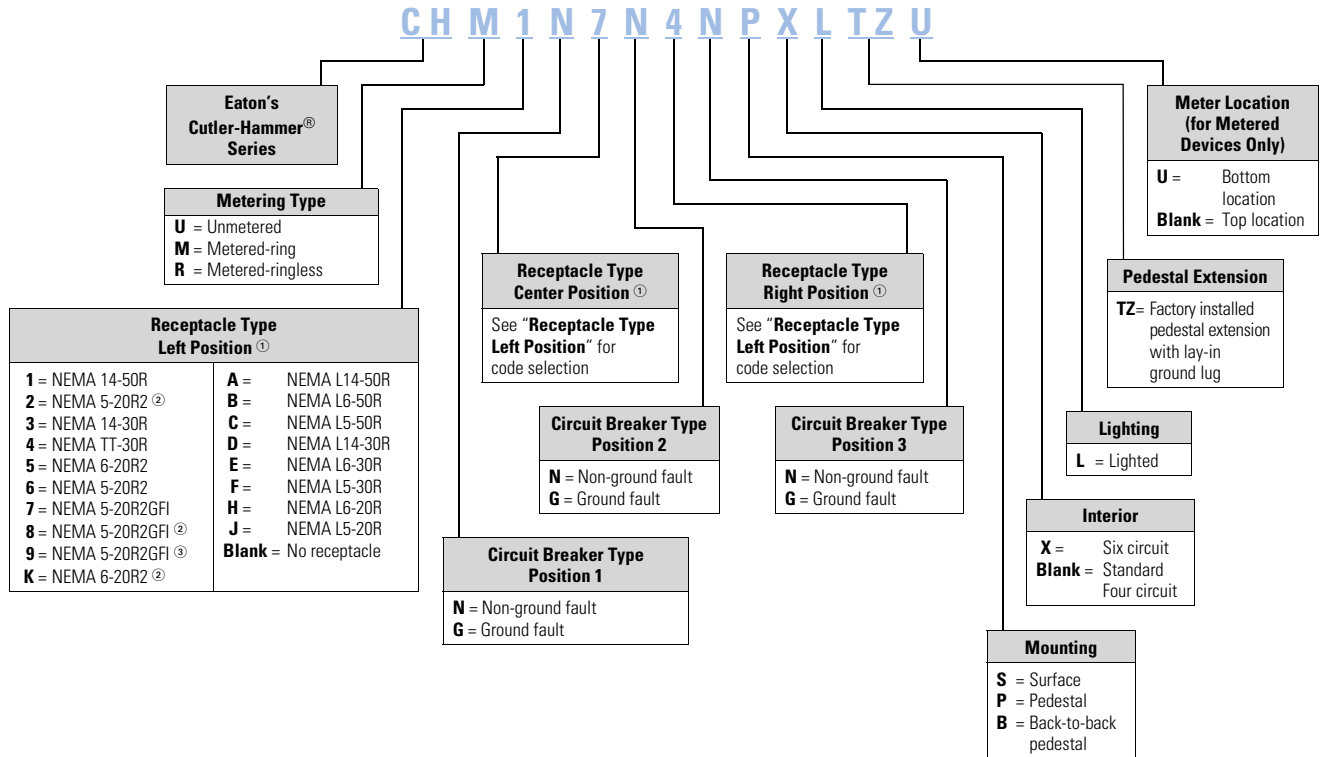 CH M 1 N 7 N 4 N P X L TZ U
Eaton's
Cutler-Hammer®
Series
Metering Type
U = Unmetered
M = Metered-ring
R = Metered-ringless
Receptacle Type
Left Position ①
1 = NEMA 14-50R
2 = NEMA 5-20R2 ②
3 = NEMA 14-30R
4 = NEMA TT-30R
5 = NEMA 6-20R2
6 = NEMA 5-20R2
7 = NEMA 5-20R2GFI
8 = NEMA 5-20R2GFI ②
9 = NEMA 5-20R2GFI ③
K = NEMA 6-20R2 ②
A = NEMA L14-50R
B = NEMA L6-50R
C = NEMA L5-50R
D = NEMA L14-30R
E = NEMA L6-30R
F = NEMA L5-30R
H = NEMA L6-20R
J = NEMA L5-20R
Blank = No receptacle
Circuit Breaker Type
Position 1
N = Non-ground fault
G = Ground fault
Receptacle Type
Center Position ①
See "Receptacle Type
Left Position" for
code selection
Circuit Breaker Type
Position 2
N = Non-ground fault
G = Ground fault
Receptacle Type
Right Position ①
See "Receptacle Type
Left Position" for
code selection
Circuit Breaker Type
Position 3
N = Non-ground fault
G = Ground fault
Mounting
S = Surface
P = Pedestal
B = Back-to-back
pedestal
Interior
X = Six circuit
Blank = Standard
Four circuit
Lighting
L = Lighted
Pedestal Extension
TZ= Factory installed
pedestal extension
with lay-in
ground lug
Meter Location
(for Metered
Devices Only)
U = Bottom
location
Blank = Top location